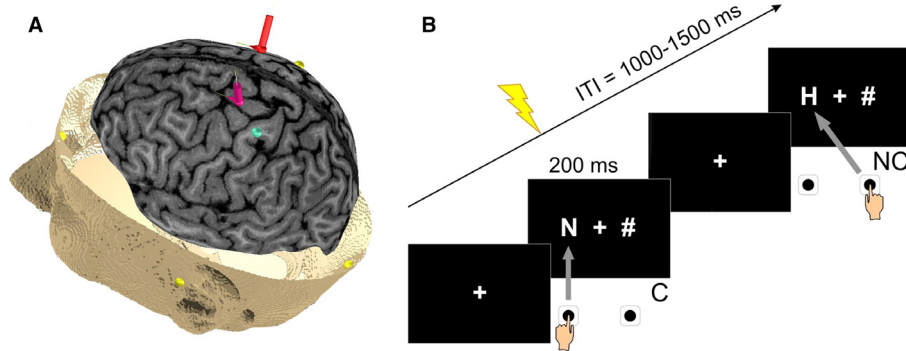 A
B
ITI = 1000-1500 ms
H + #
+
NC
200 ms
N + #
+
C